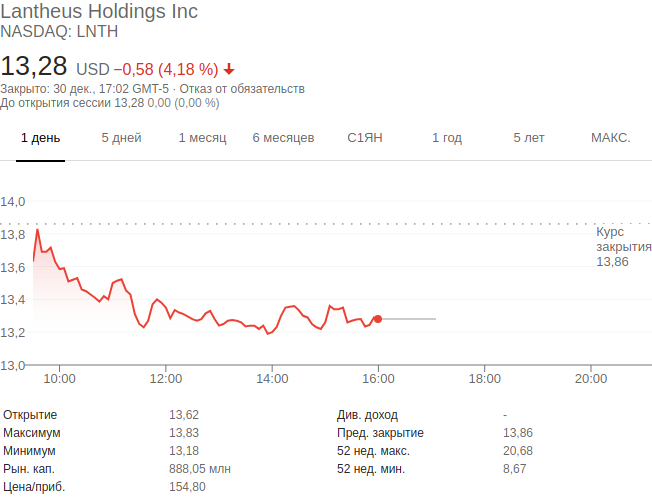 Lantheus Holdings Inc
NASDAQ: LNTH
13,28 USD −0,58 (4,18 %)
Закрыто: 30 дек., 17:02 GMT-5 · Отказ от обязательств
До открытия сессии 13,28 0,00 (0,00 %)
1 день 5 дней 1 месяц 6 месяцев С1ЯН 1 год 5 лет МАКС.
14,0
13,8
Курс
закрытия
13,86
13,6
13,4
13,2
13,0
10:00 12:00 14:00 16:00 18:00 20:00
Открытие 13,62 Див. доход -
Максимум 13,83 Пред. закрытие 13,86
Минимум 13,18 52 нед. макс. 20,68
Рын. кап. 888,05 млн 52 нед. мин. 8,67
Цена/приб. 154,80